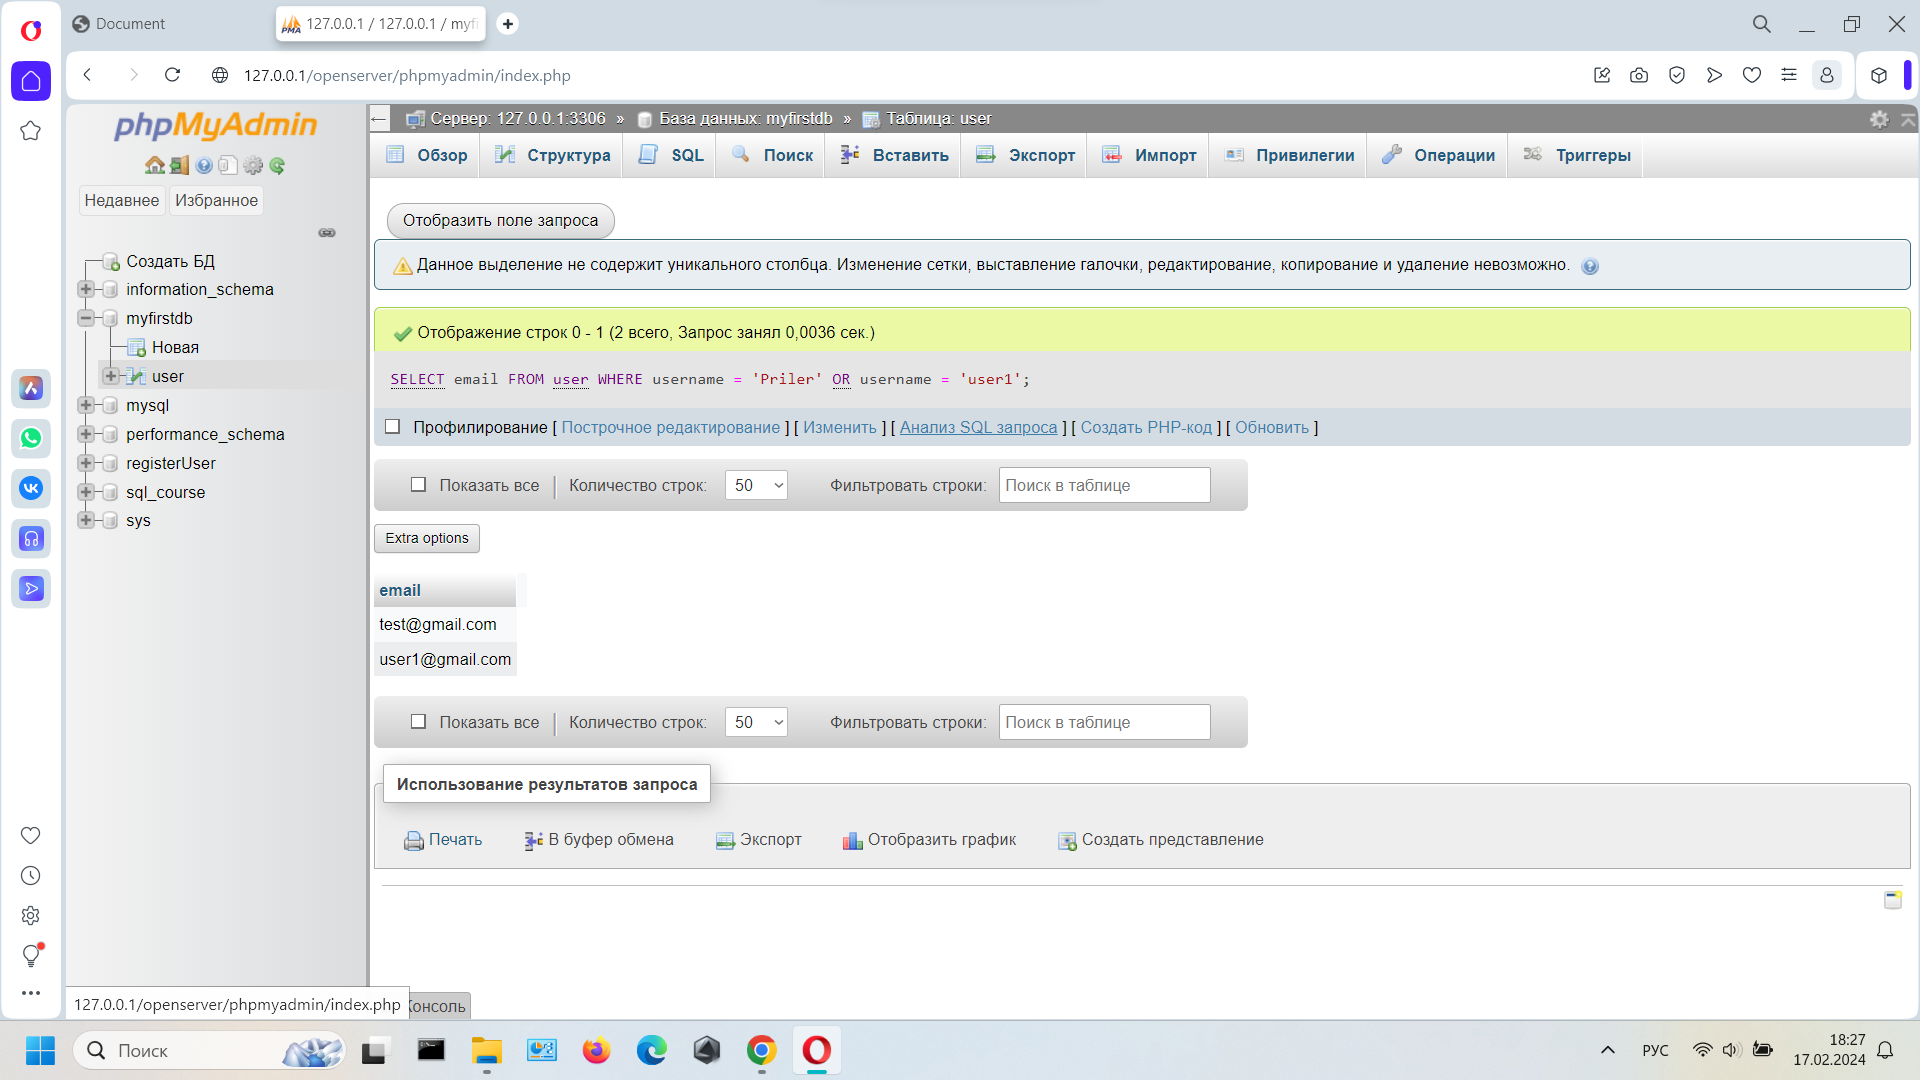 Document
127.0.0.1 / 127.0.0.1 / myfi
127.0.0.1/openserver/phpmyadmin/index.php
phpMyAdmin
Недавнее
Избранное
Создать БД
information_schema
myfirstdb
Новая
user
mysql
performance_schema
registerUser
sql_course
sys
Сервер: 127.0.0.1:3306 » База данных: myfirstdb » Таблица: user
Обзор
Структура
SQL
Поиск
Вставить
Экспорт
Импорт
Привилегии
Операции
Триггеры
Отобразить поле запроса
Данное выделение не содержит уникального столбца. Изменение сетки, выставление галочки, редактирование, копирование и удаление невозможно.
Отображение строк 0 - 1 (2 всего, Запрос занял 0,0036 сек.)
SELECT email FROM user WHERE username = 'Priler' OR username = 'user1';
Профилирование [ Построчное редактирование ] [ Изменить ] [ Анализ SQL запроса ] [ Создать PHP-код ] [ Обновить ]
Показать все
Количество строк:
50
Фильтровать строки:
Поиск в таблице
Extra options
email
test@gmail.com
user1@gmail.com
Показать все
Количество строк:
50
Фильтровать строки:
Поиск в таблице
Использование результатов запроса
Печать
В буфер обмена
Экспорт
Отобразить график
Создать представление
127.0.0.1/openserver/phpmyadmin/index.php
Консоль
Поиск
РУС
18:27
17.02.2024